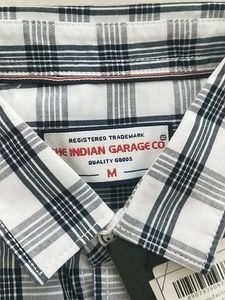 REGISTERED TRADEMARK
THE INDIAN GARAGE CO
QUALITY GOODS
M